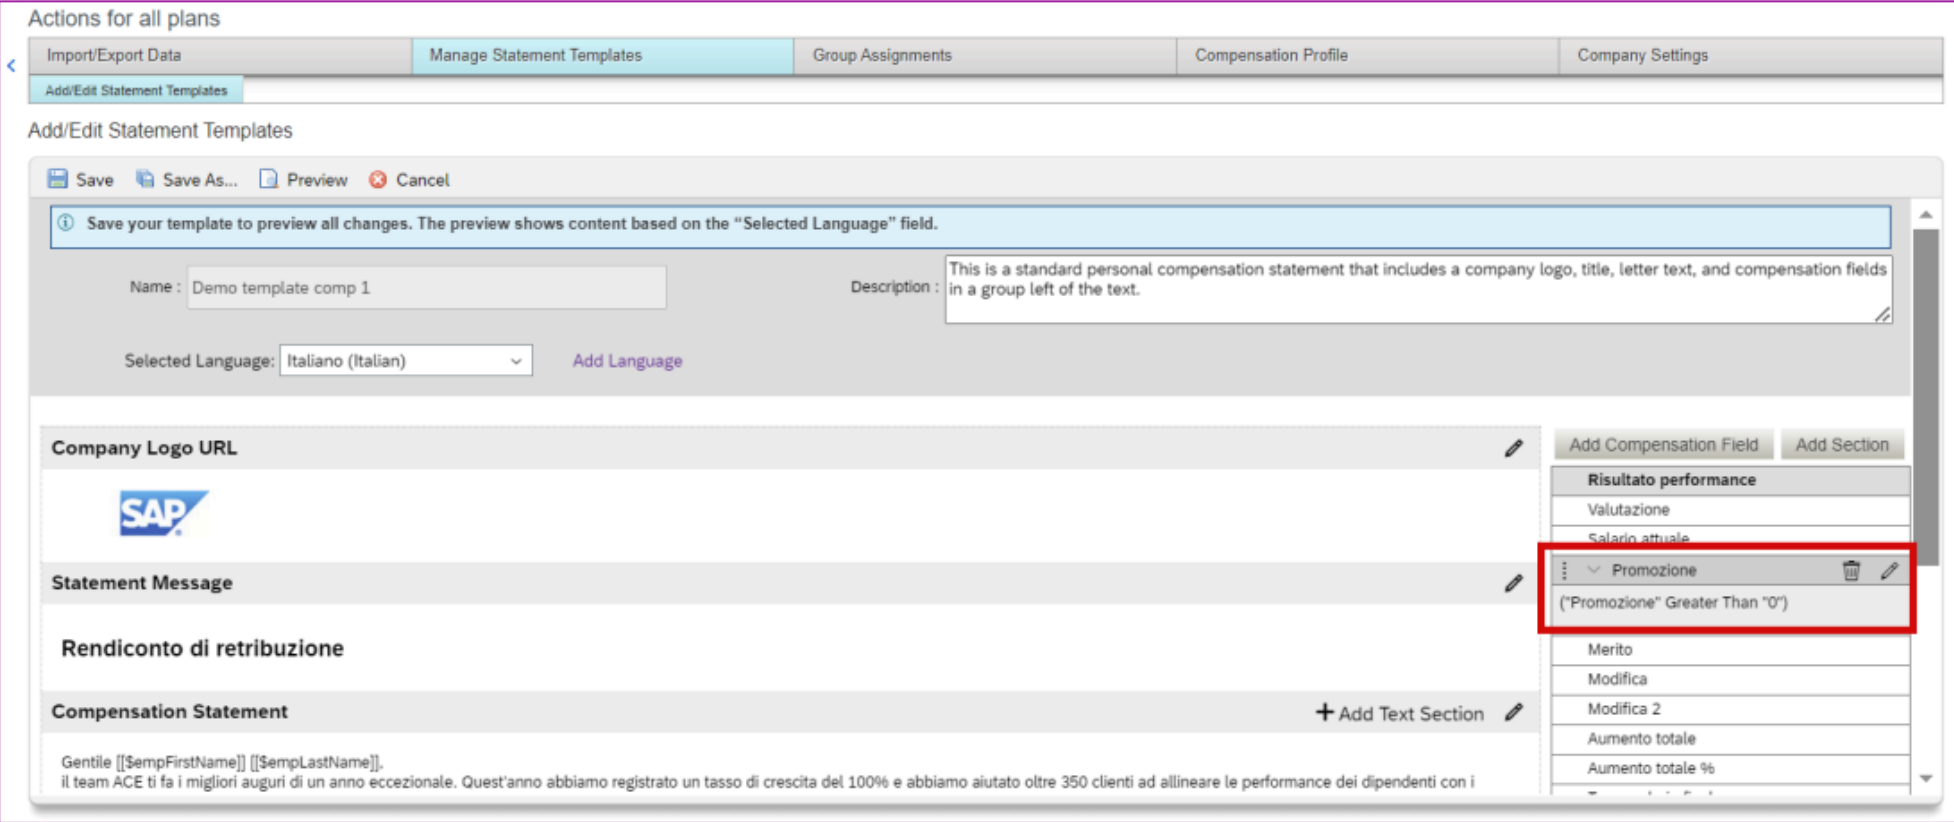 Actions for all plans
Import/Export Data
Manage Statement Templates
Group Assignments
Compensation Profile
Company Settings
Add/Edit Statement Templates
Add/Edit Statement Templates
Save
Save As...
Preview
Cancel
Save your template to preview all changes. The preview shows content based on the “Selected Language” field.
Name :
Demo template comp 1
Description :
This is a standard personal compensation statement that includes a company logo, title, letter text, and compensation fields
in a group left of the text.
Selected Language:
Italiano (Italian)
Add Language
Company Logo URL
SAP
Statement Message
Rendiconto di retribuzione
Compensation Statement
+Add Text Section
Gentile [[$empFirstName]] [[$empLastName]],
il team ACE ti fa i migliori auguri di un anno eccezionale. Quest'anno abbiamo registrato un tasso di crescita del 100% e abbiamo aiutato oltre 350 clienti ad allineare le performance dei dipendenti con i
Add Compensation Field
Add Section
Risultato performance
Valutazione
Salario attuale
Promozione
("Promozione" Greater Than "0")
Merito
Modifica
Modifica 2
Aumento totale
Aumento totale %